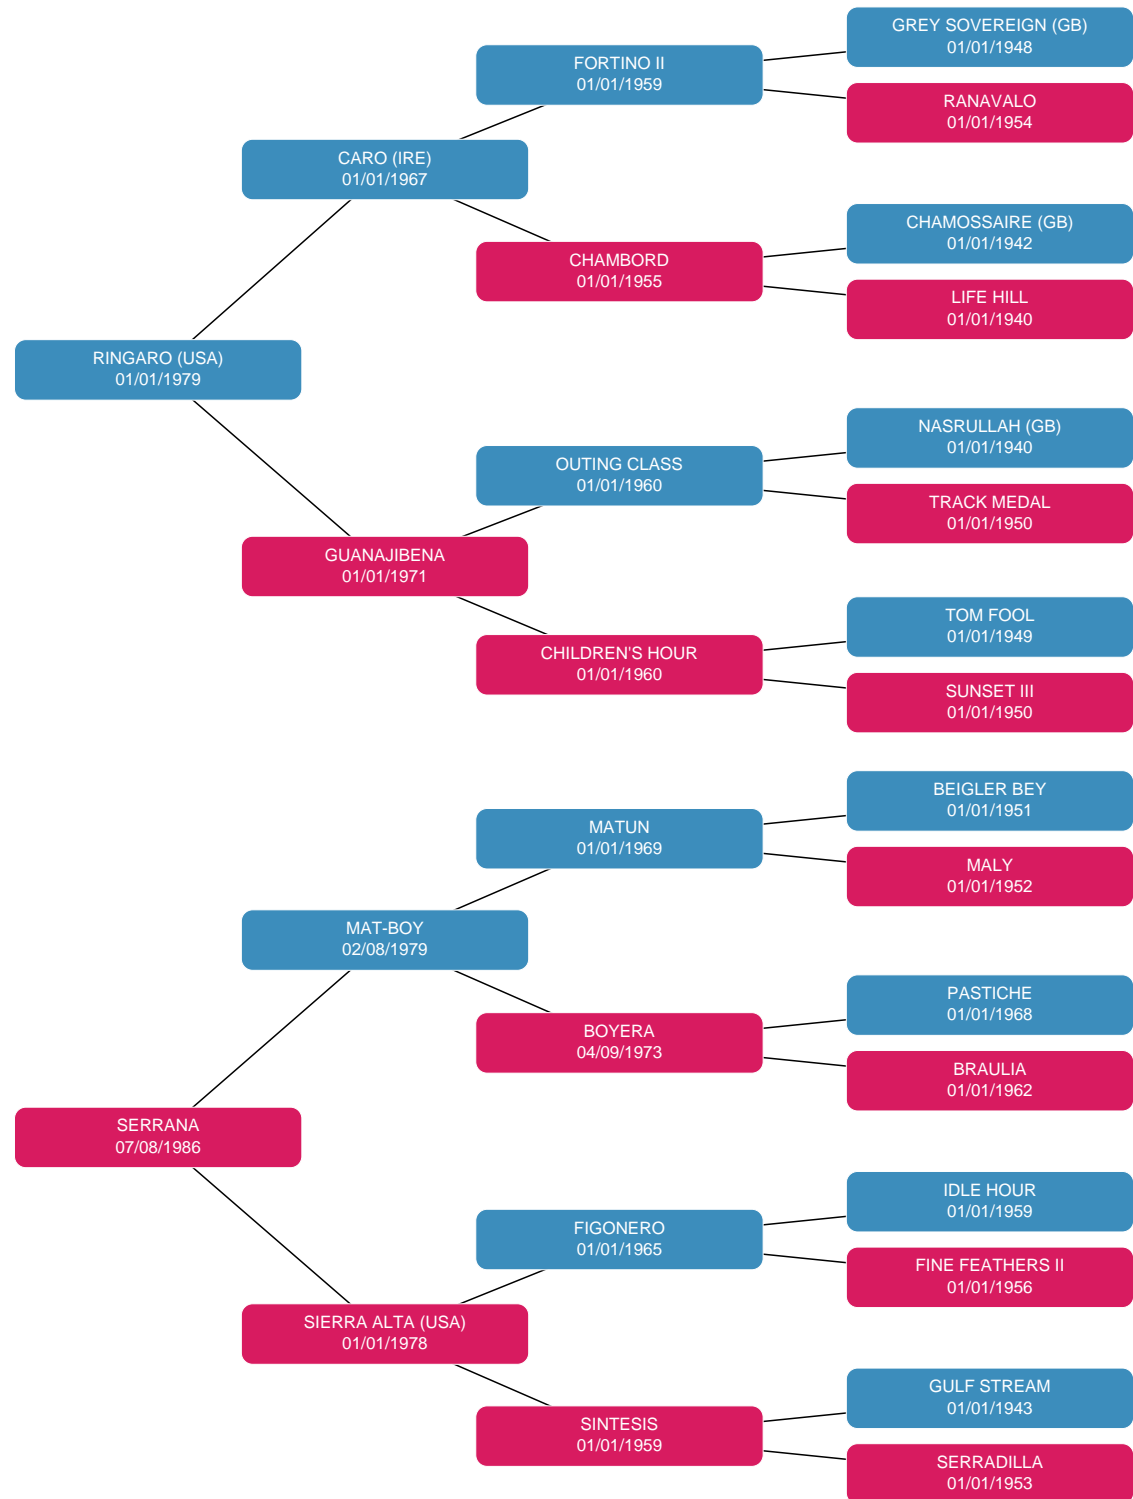 GREY SOVEREIGN (GB)
01/01/1948
FORTINO II
01/01/1959
RANAVALO
01/01/1954
CARO (IRE)
01/01/1967
CHAMOSSAIRE (GB)
01/01/1942
CHAMBORD
01/01/1955
LIFE HILL
01/01/1940
RINGARO (USA)
01/01/1979
NASRULLAH (GB)
01/01/1940
OUTING CLASS
01/01/1960
TRACK MEDAL
01/01/1950
GUANAJIBENA
01/01/1971
TOM FOOL
01/01/1949
CHILDREN'S HOUR
01/01/1960
SUNSET III
01/01/1950
BEIGLER BEY
01/01/1951
MATUN
01/01/1969
MALY
01/01/1952
MAT-BOY
02/08/1979
PASTICHE
01/01/1968
BOYERA
04/09/1973
BRAULIA
01/01/1962
SERRANA
07/08/1986
IDLE HOUR
01/01/1959
FIGONERO
01/01/1965
FINE FEATHERS II
01/01/1956
SIERRA ALTA (USA)
01/01/1978
GULF STREAM
01/01/1943
SINTESIS
01/01/1959
SERRADILLA
01/01/1953